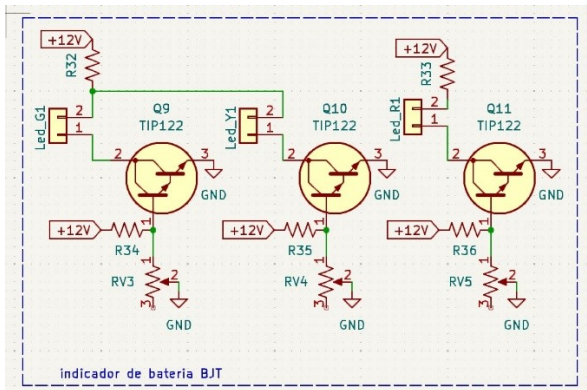 +12V
R32
Led_G1
2
1
Q9
TIP122
2
3
GND
1
+12V
R34
RV3
1
2
3
GND
Led_Y1
2
1
Q10
TIP122
2
3
GND
1
+12V
R35
RV4
1
2
3
GND
+12V
R33
Led_R1
2
1
Q11
TIP122
2
3
GND
1
+12V
R36
RV5
1
2
3
GND
indicador de bateria BJT